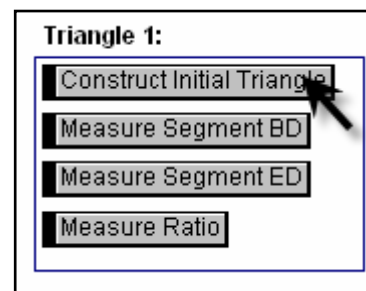 Triangle 1:
Construct Initial Triangle
Measure Segment BD
Measure Segment ED
Measure Ratio